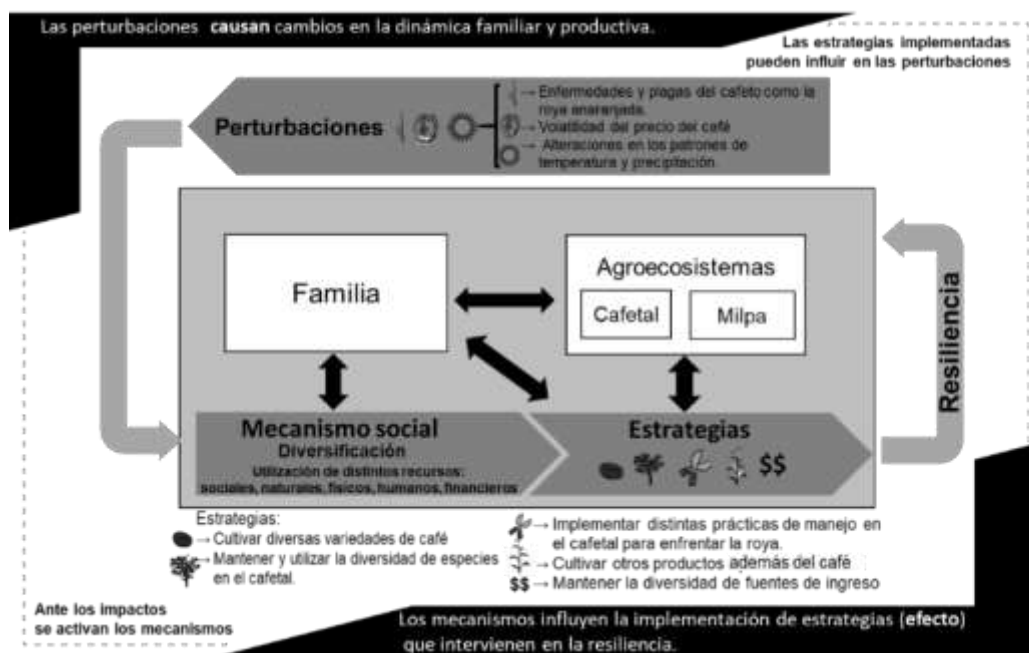 Las perturbaciones causan cambios en la dinámica familiar y productiva.
Las estrategias implementadas
pueden influir en las perturbaciones
Perturbaciones
→ Enfermedades y plagas del cafeto como la
roya anaranjada.
→ Volatilidad del precio del café
→ Alteraciones en los patrones de
temperatura y precipitación.
Familia
Agroecosistemas
Cafetal
Milpa
Resiliencia
Mecanismo social
Diversificación
Utilización de distintos recursos:
sociales, naturales, físicos, humanos, financieros
Estrategias
$$
Estrategias:
→ Cultivar diversas variedades de café
→ Mantener y utilizar la diversidad de especies
en el cafetal.
→ Implementar distintas prácticas de manejo en
el cafetal para enfrentar la roya.
→ Cultivar otros productos además del café
$$ → Mantener la diversidad de fuentes de ingreso
Ante los impactos
se activan los mecanismos
Los mecanismos influyen la implementación de estrategias (efecto)
que intervienen en la resiliencia.